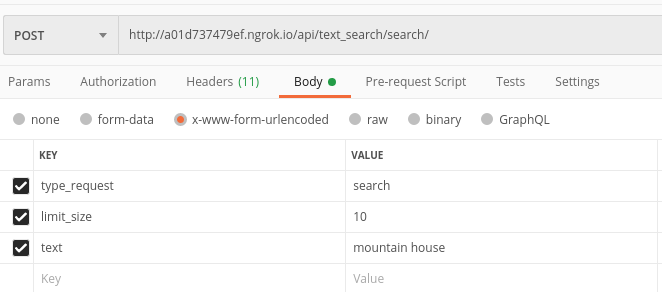 POST http://a01d737479ef.ngrok.io/api/text_search/search/
Params Authorization Headers (11) Body Pre-request Script Tests Settings
none form-data x-www-form-urlencoded raw binary GraphQL
KEY VALUE
type_request search
limit_size 10
text mountain house
Key Value